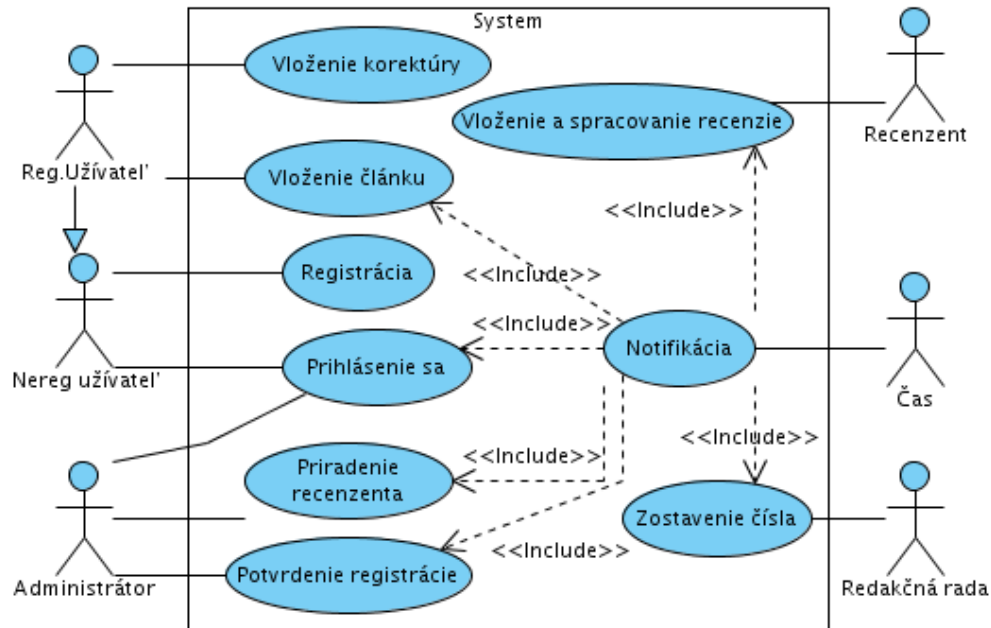 System
Vloženie korektúry
Vloženie a spracovanie recenzie
Recenzent
Reg.Užívateľ
Vloženie článku
<<Include>>
Registrácia
<<Include>>
<<Include>>
Nereg užívateľ
Prihlásenie sa
Notifikácia
Čas
<<Include>>
Priradenie
recenzenta
<<Include>>
Zostavenie čísla
<<Include>>
Administrátor
Potvrdenie registrácie
Redakčná rada